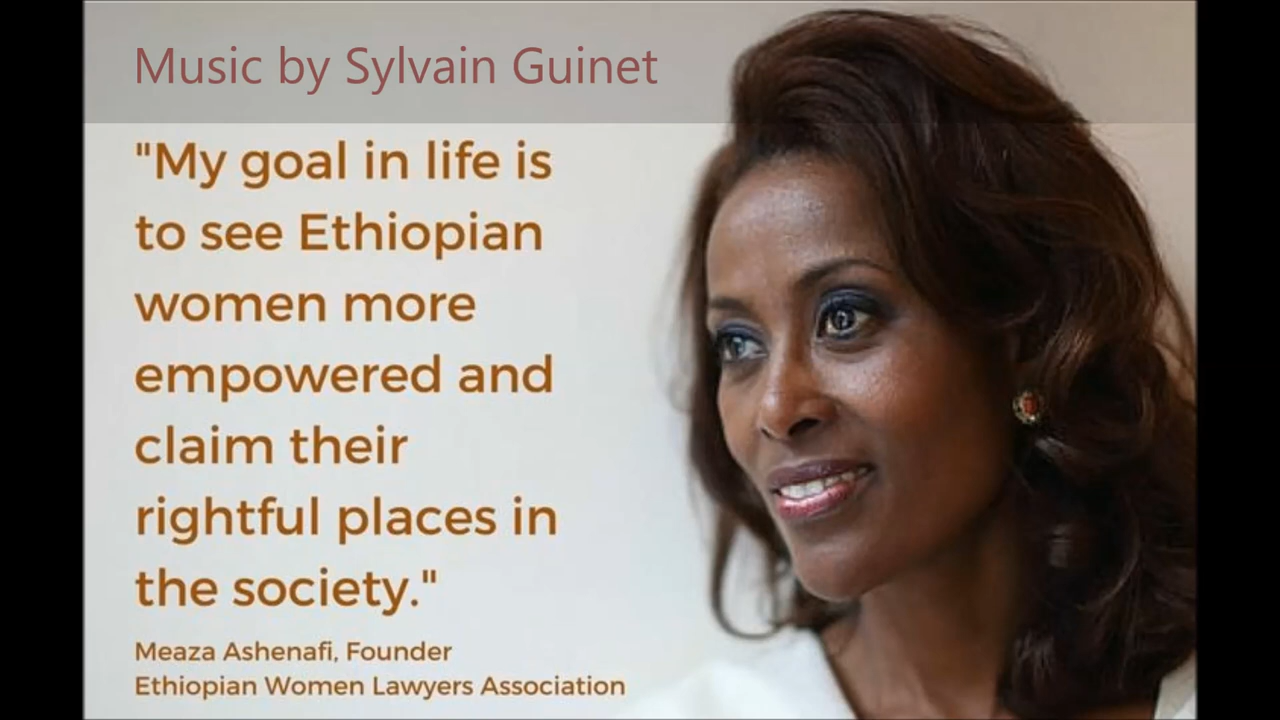 Music by Sylvain Guinet
"My goal in life is
to see Ethiopian
women more
empowered and
claim their
rightful places in
the society."
Meaza Ashenafi, Founder
Ethiopian Women Lawyers Association